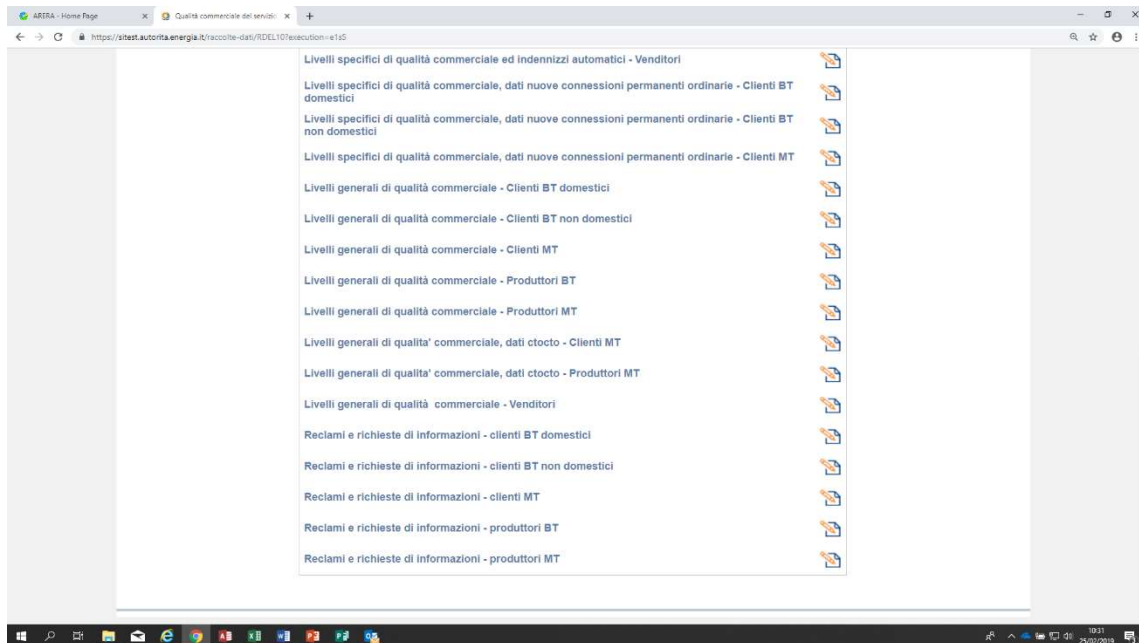 ARERA - Home Page
Qualità commerciale del servizio
https://sitest.autorita.energia.it/raccolte-dati/RDEL10?execution=e1s5
Livelli specifici di qualità commerciale ed indennizzi automatici - Venditori
Livelli specifici di qualità commerciale, dati nuove connessioni permanenti ordinarie - Clienti BT
domestici
Livelli specifici di qualità commerciale, dati nuove connessioni permanenti ordinarie - Clienti BT
non domestici
Livelli specifici di qualità commerciale, dati nuove connessioni permanenti ordinarie - Clienti MT
Livelli generali di qualità commerciale - Clienti BT domestici
Livelli generali di qualità commerciale - Clienti BT non domestici
Livelli generali di qualità commerciale - Clienti MT
Livelli generali di qualità commerciale - Produttori BT
Livelli generali di qualità commerciale - Produttori MT
Livelli generali di qualita' commerciale, dati ctocto - Clienti MT
Livelli generali di qualita' commerciale, dati ctocto - Produttori MT
Livelli generali di qualità commerciale - Venditori
Reclami e richieste di informazioni - clienti BT domestici
Reclami e richieste di informazioni - clienti BT non domestici
Reclami e richieste di informazioni - clienti MT
Reclami e richieste di informazioni - produttori BT
Reclami e richieste di informazioni - produttori MT
10:31
25/02/2019